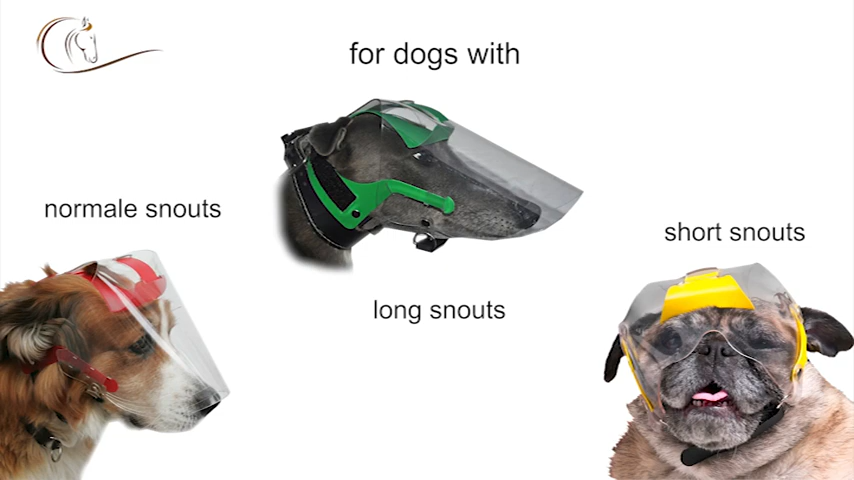 for dogs with
normale snouts
short snouts
long snouts